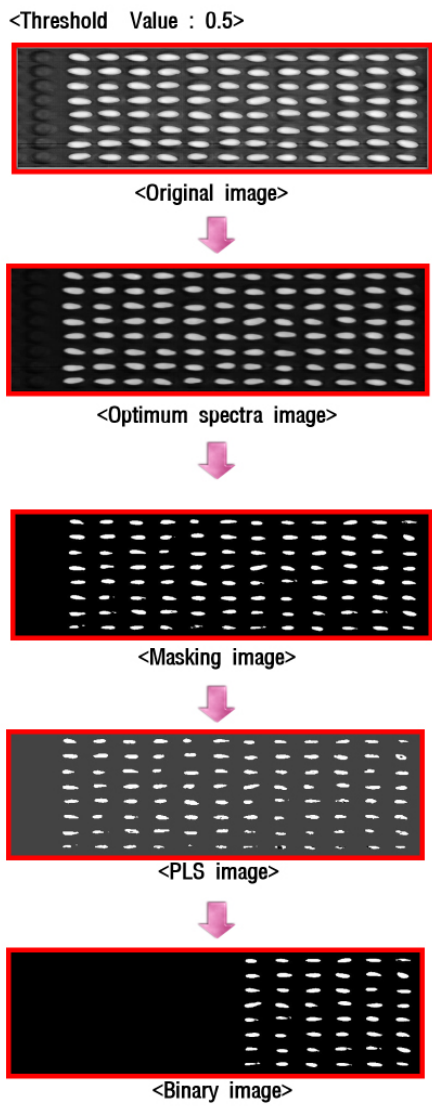 <Threshold Value : 0.5>
<Original image>
<Optimum spectra image>
<Masking image>
<PLS image>
<Binary image>